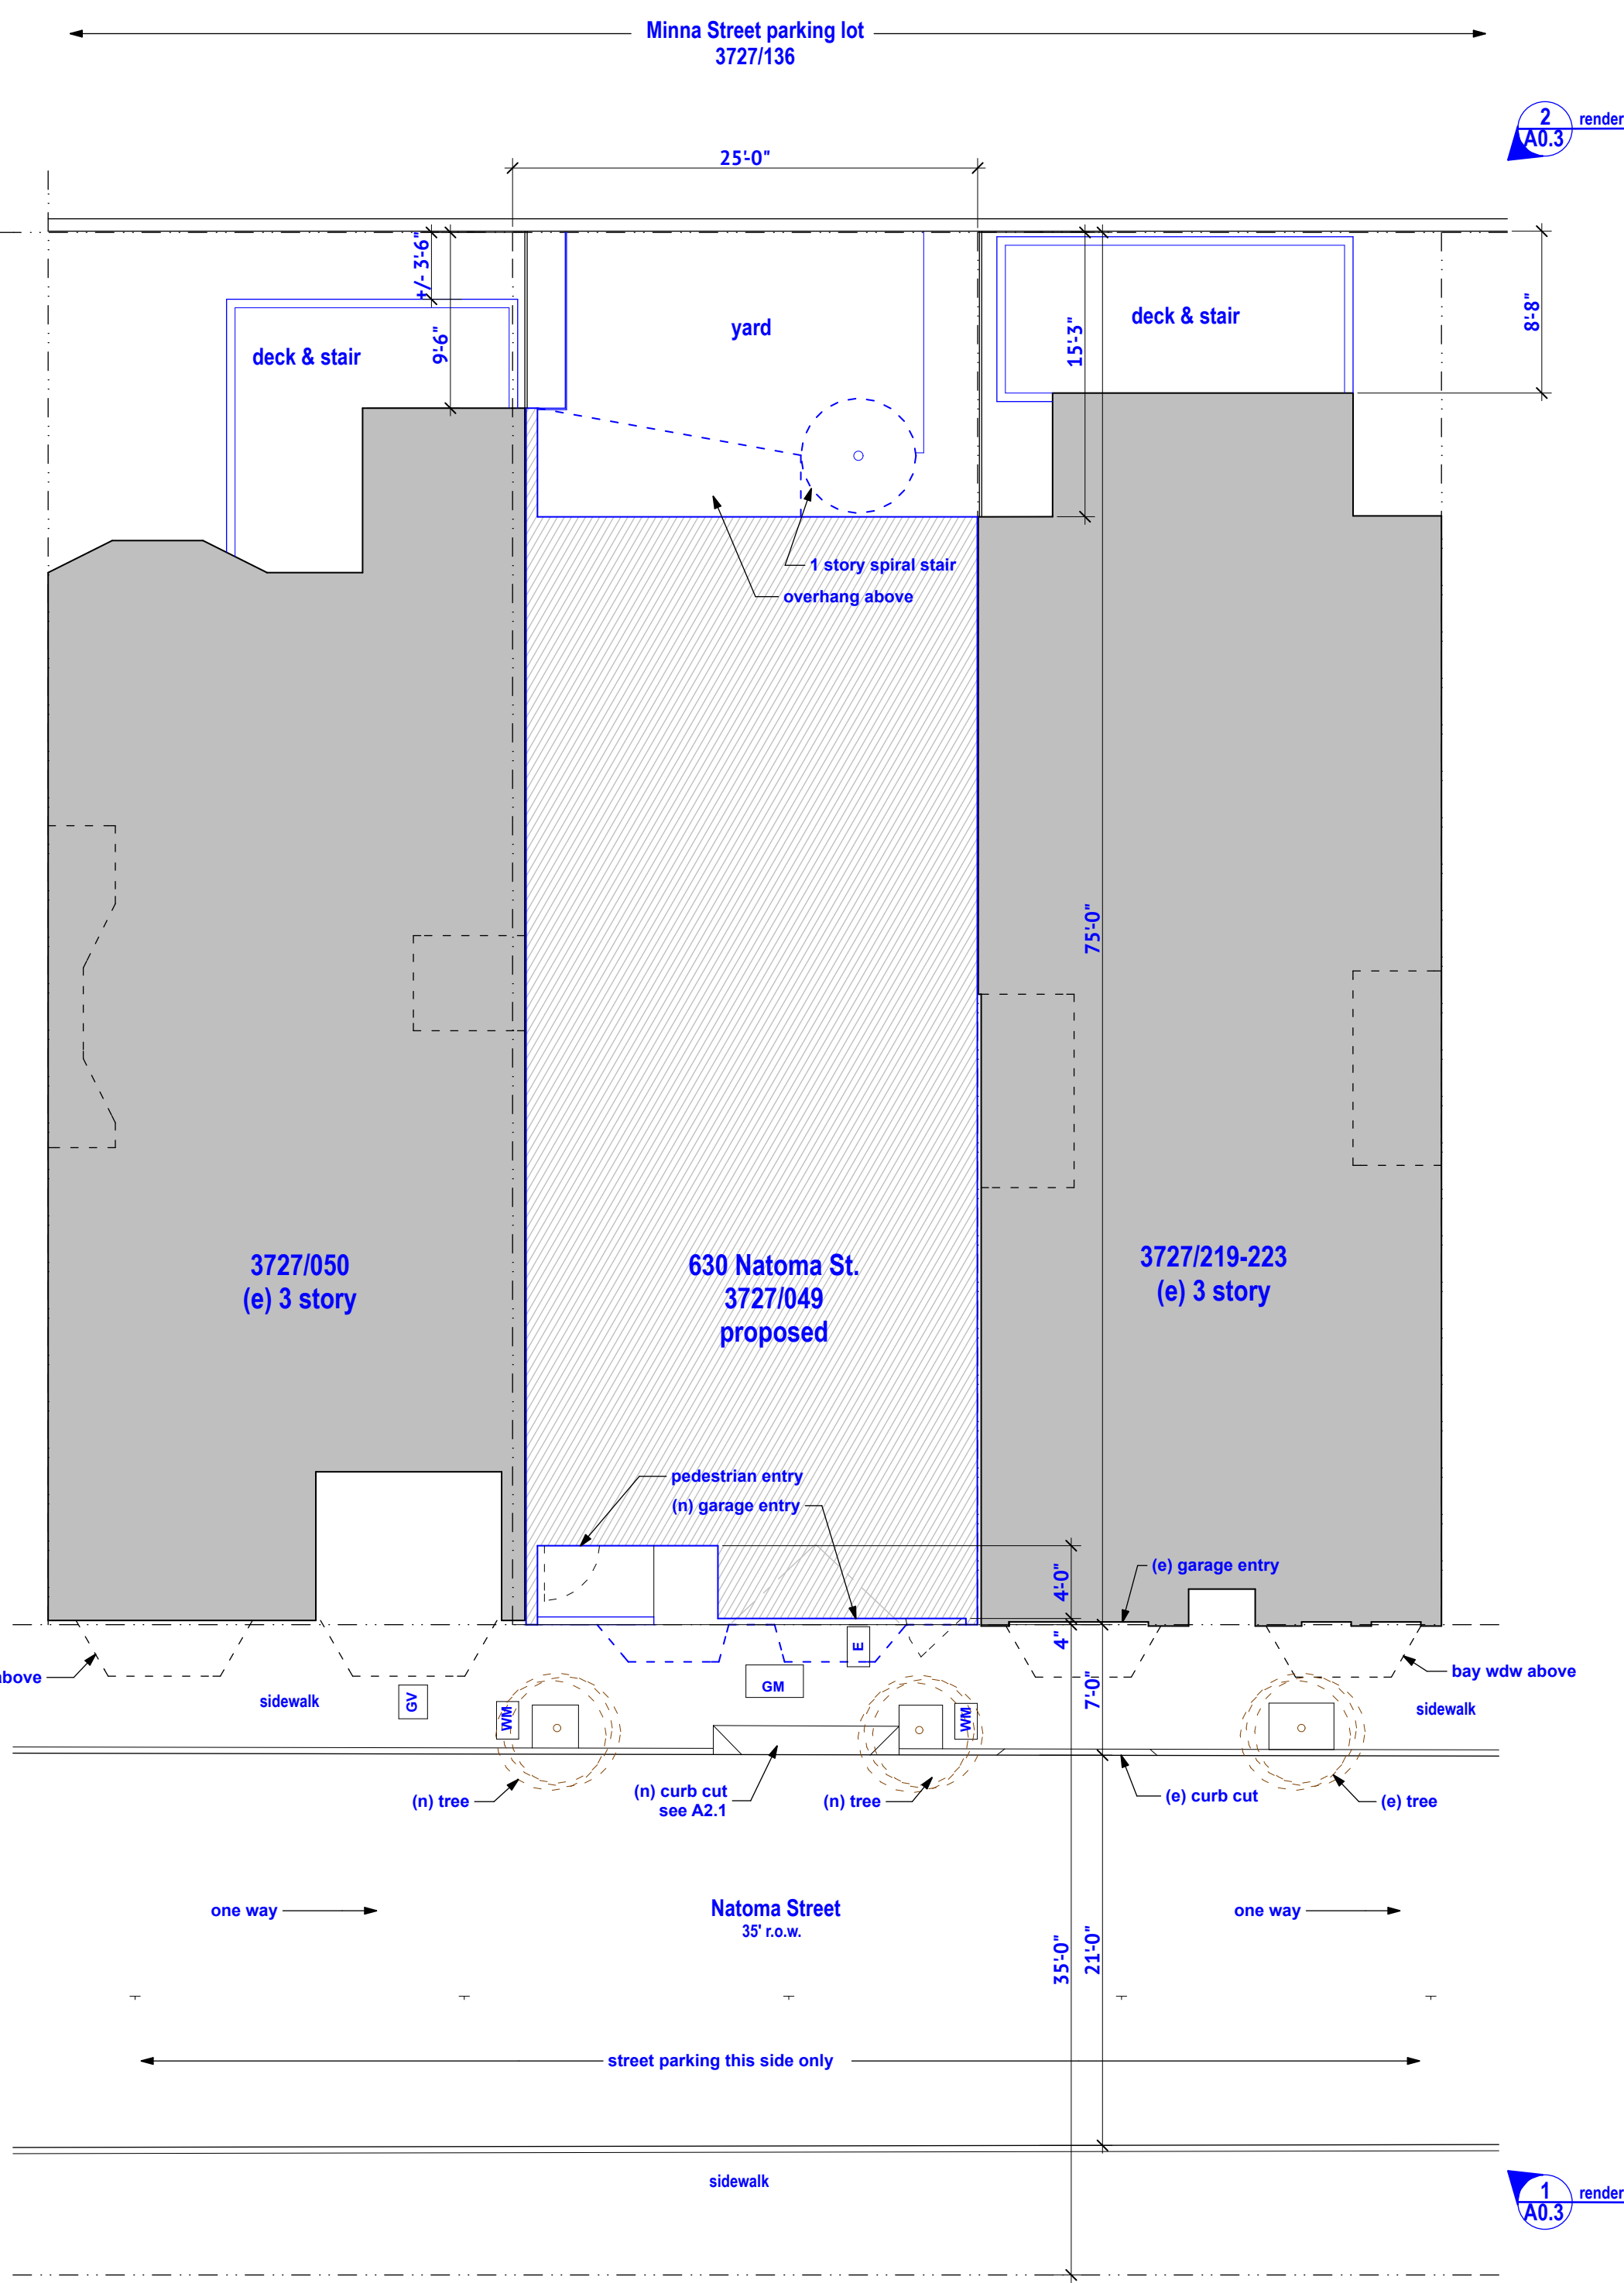 Minna Street parking lot
3727/136
2
A0.3
render
25'-0"
+/- 3'-6"
9'-6"
deck & stair
yard
15'-3"
deck & stair
8'-8"
1 story spiral stair
overhang above
75'-0"
3727/050
(e) 3 story
630 Natoma St.
3727/049
proposed
3727/219-223
(e) 3 story
pedestrian entry
(n) garage entry
(e) garage entry
4'-0"
4"
7'-0"
above
bay wdw above
sidewalk
GV
WM
GM
E
WM
sidewalk
(n) tree
(n) curb cut
see A2.1
(n) tree
(e) curb cut
(e) tree
one way
Natoma Street
35' r.o.w.
one way
35'-0"
21'-0"
street parking this side only
sidewalk
1
A0.3
render